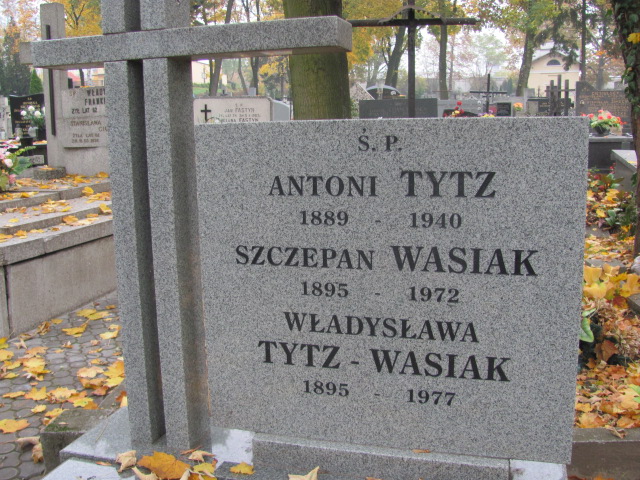 Ś. P.
ANTONI TYTZ
1889 - 1940
SZCZEPAN WASIAK
1895 - 1972
WŁADYSŁAWA
TYTZ - WASIAK
1895 - 1977